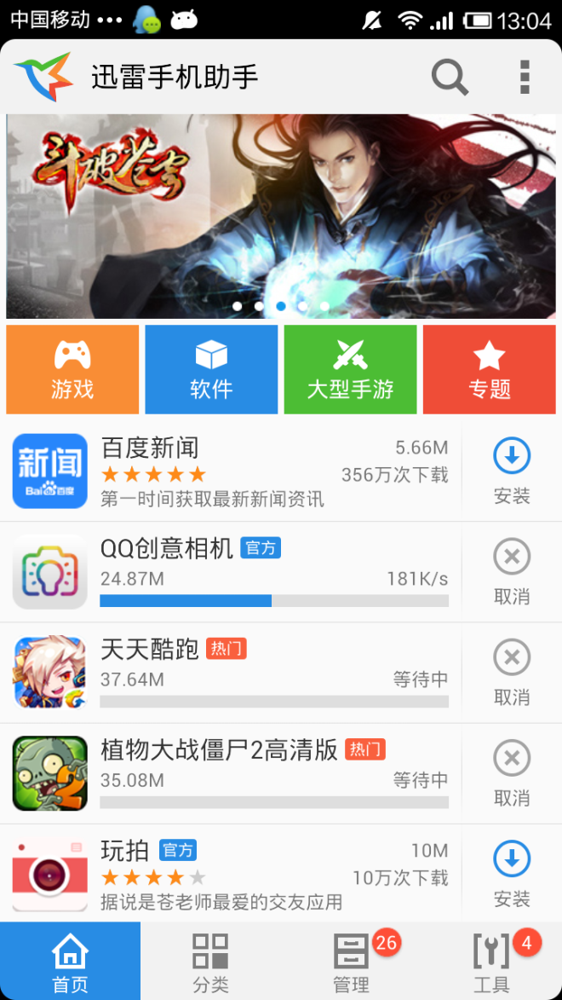 中国移动 ••• 13:04
迅雷手机助手
斗破苍穹
游戏 软件 大型手游 专题
新闻
Bai百度
百度新闻 5.66M
356万次下载
第一时间获取最新新闻资讯
安装
QQ创意相机 官方
24.87M 181K/s
取消
天天酷跑 热门
37.64M 等待中
取消
植物大战僵尸2高清版 热门
35.08M 等待中
2
取消
玩拍 官方 10M
10万次下载
据说是苍老师最爱的交友应用
安装
26 4
首页 分类 管理 工具